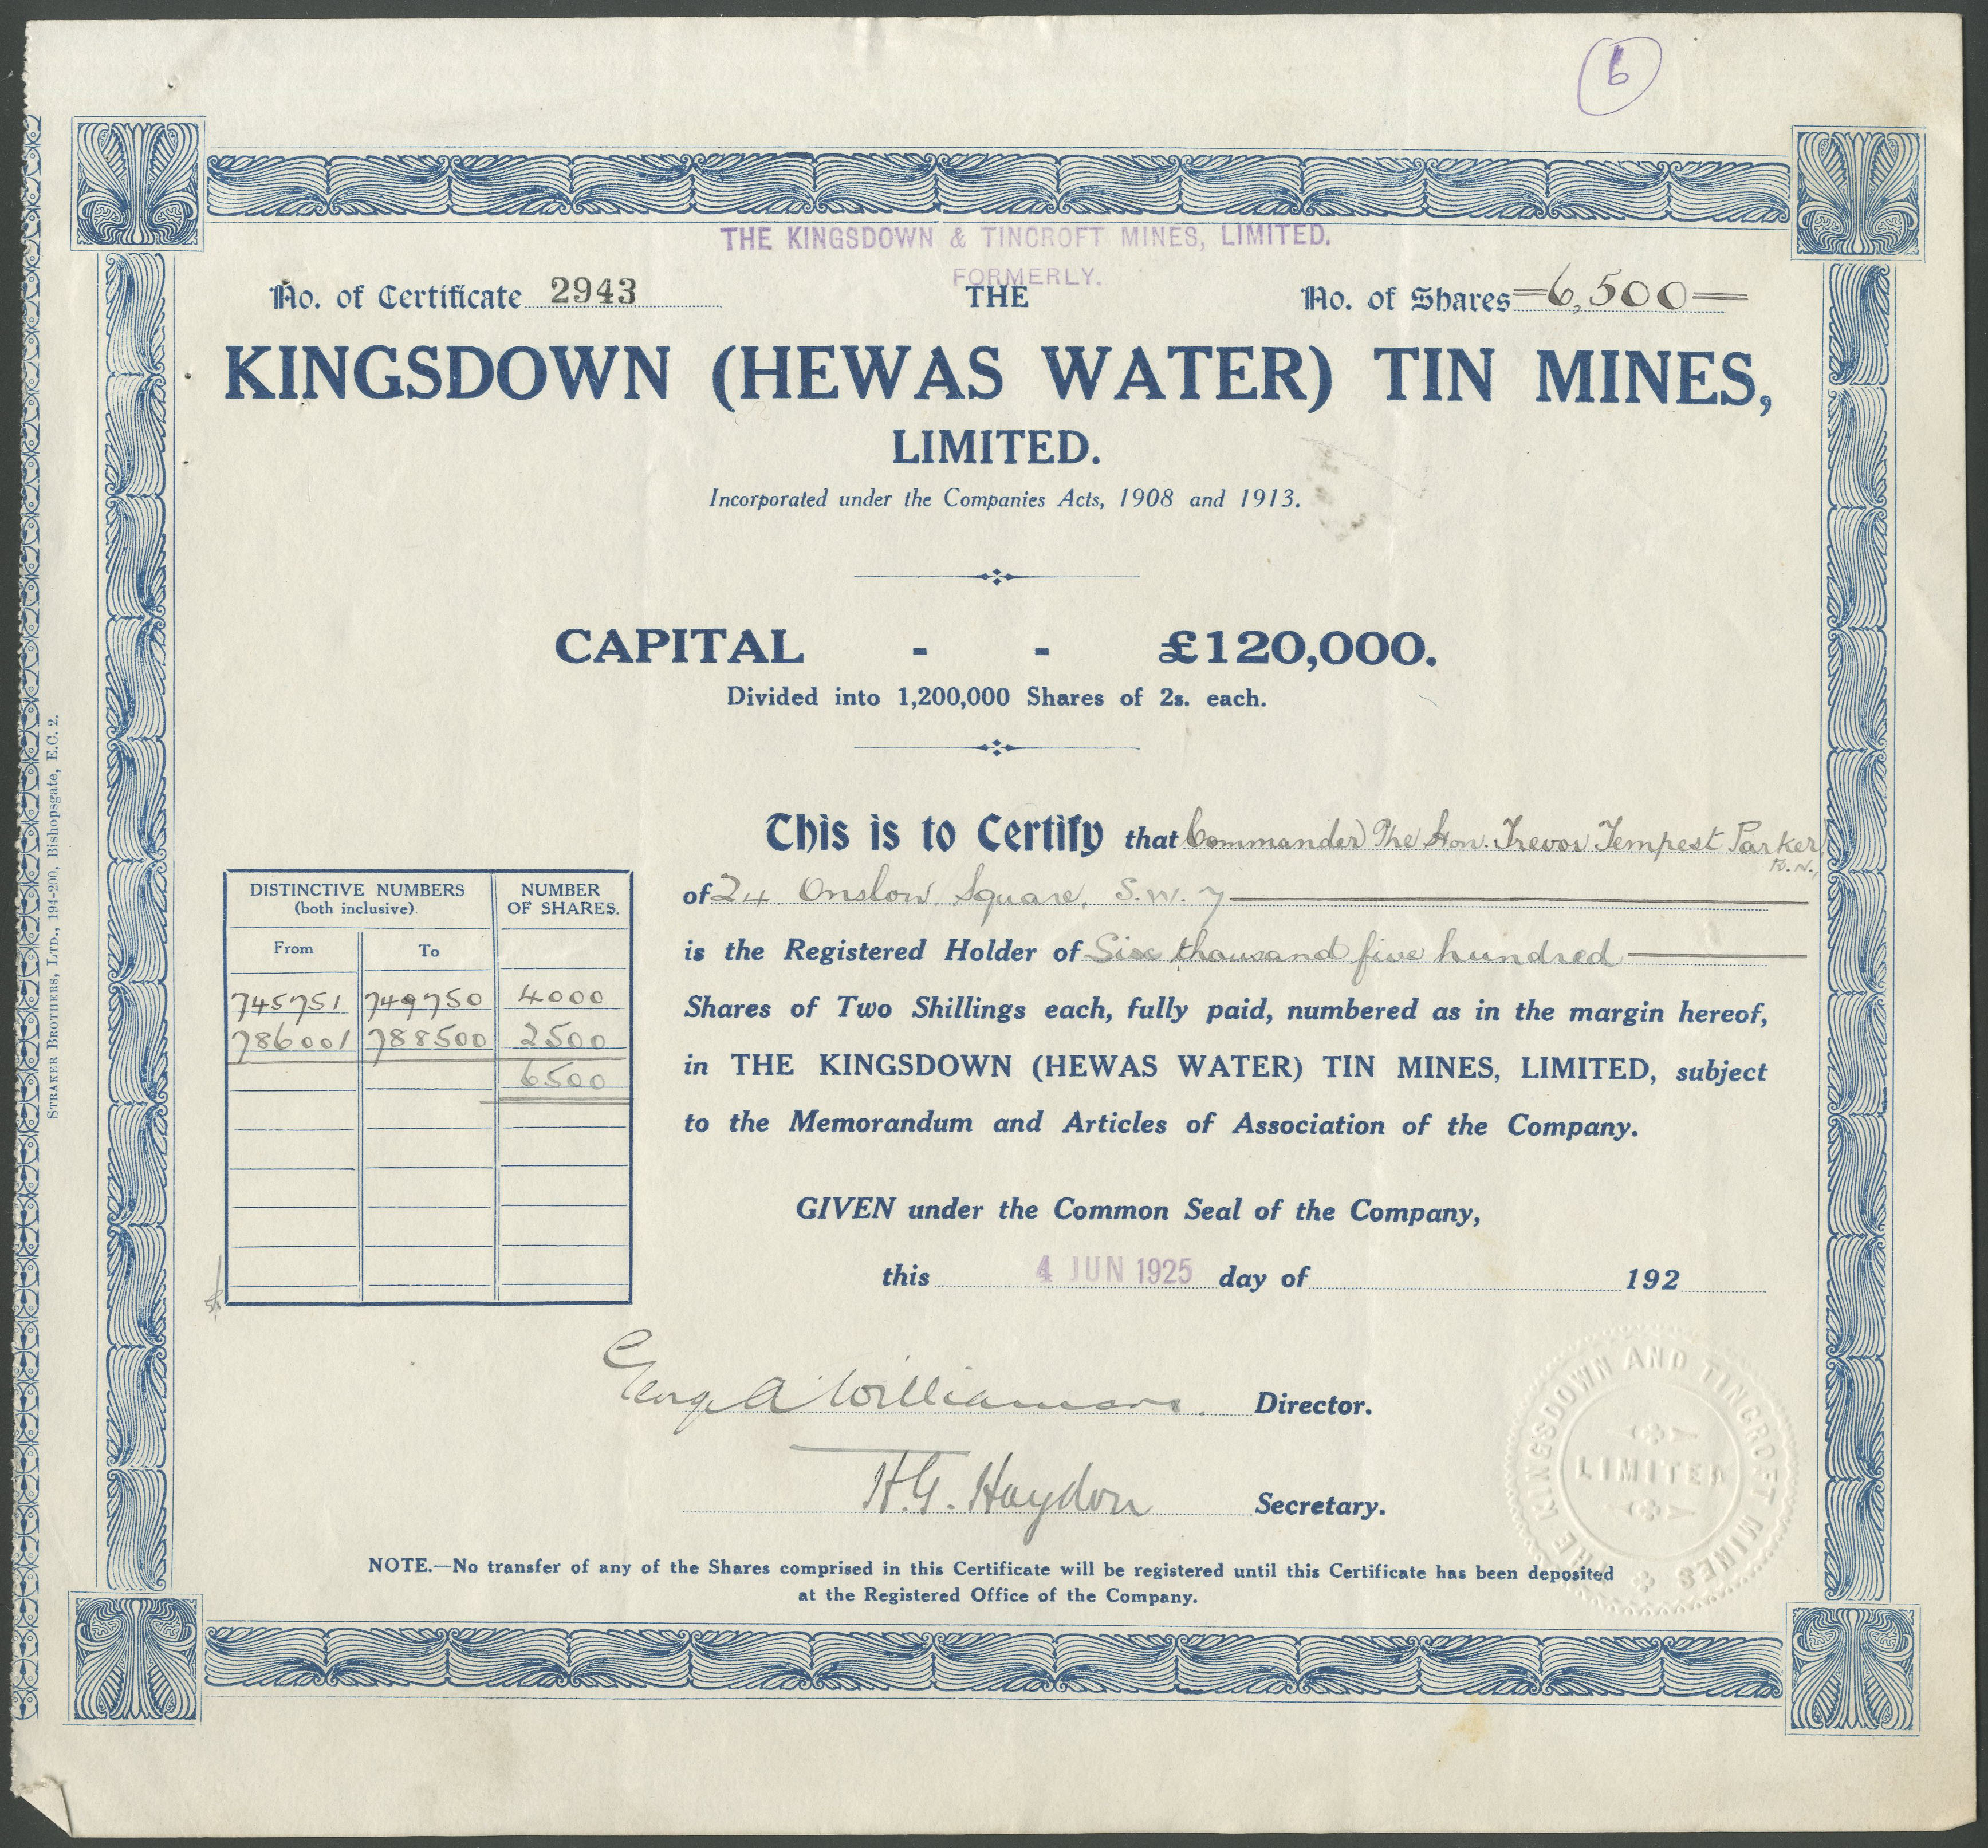 6
THE KINGSDOWN & TINCROFT MINES, LIMITED.
FORMERLY.
No. of Certificate 2943
THE
No. of Shares =6,500=
KINGSDOWN (HEWAS WATER) TIN MINES,
LIMITED.
Incorporated under the Companies Acts, 1908 and 1913.
CAPITAL - - £120,000.
Divided into 1,200,000 Shares of 2s. each.
This is to Certify that Commander The Hon. Trevor Tempest Parker
R.N.,
of 24 Onslow Square, S.W. 7
is the Registered Holder of Six thousand five hundred
Shares of Two Shillings each, fully paid, numbered as in the margin hereof,
in THE KINGSDOWN (HEWAS WATER) TIN MINES, LIMITED, subject
to the Memorandum and Articles of Association of the Company.
DISTINCTIVE NUMBERS
(both inclusive).
NUMBER
OF SHARES.
From To
745751 749750 4000
786001 788500 2500
6500
GIVEN under the Common Seal of the Company,
this 4 JUN 1925 day of 192
George A Williamson. Director.
H.G. Haydon Secretary.
THE KINGSDOWN AND TINCROFT MINES
LIMITED
NOTE.—No transfer of any of the Shares comprised in this Certificate will be registered until this Certificate has been deposited
at the Registered Office of the Company.
STRAKER BROTHERS, LTD., 194-200, Bishopsgate, E.C. 2.